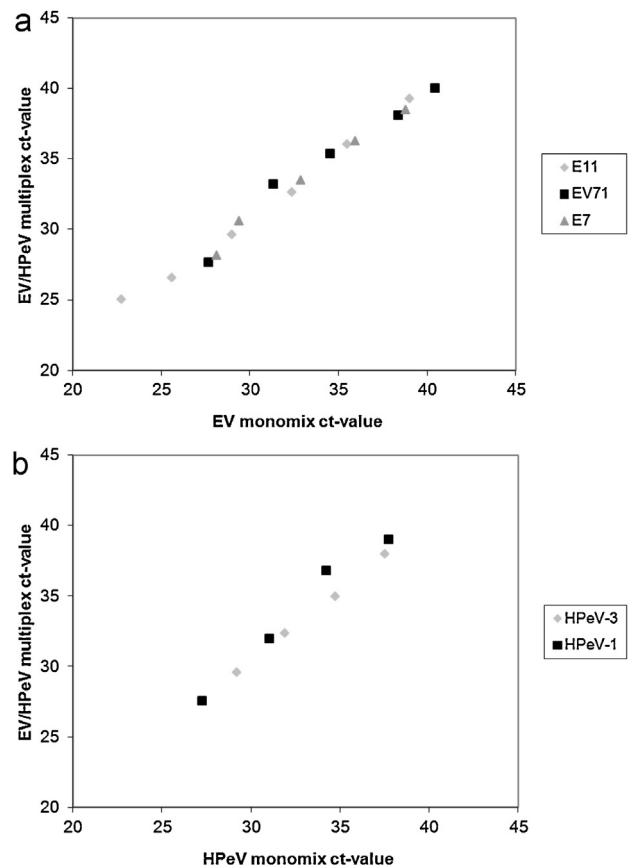 a
45
40
35
30
25
20
EV/HPeV multiplex ct-value
20 25 30 35 40 45
EV monomix ct-value
E11
EV71
E7
b
45
40
35
30
25
20
EV/HPeV multiplex ct-value
20 25 30 35 40 45
HPeV monomix ct-value
HPeV-3
HPeV-1